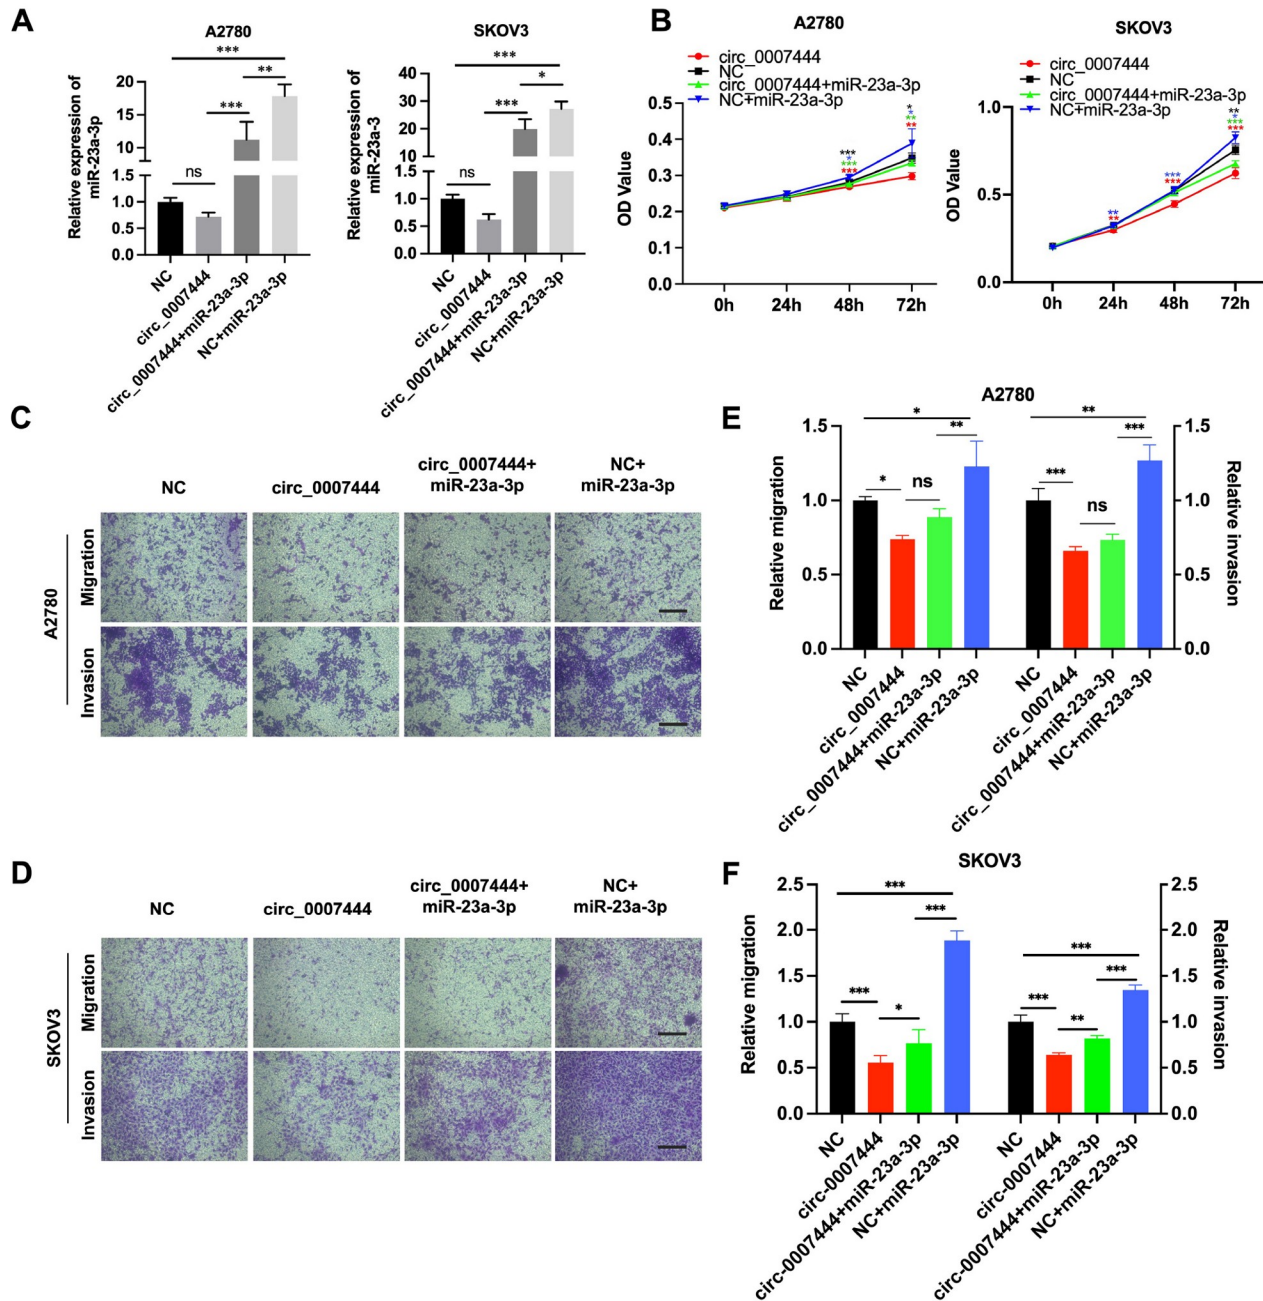 A
A2780
Relative expression of
miR-23a-3p
20
15
10
5
1.0
0.5
0.0
***
**
***
ns
NC
circ_0007444
circ_0007444+miR-23a-3p
NC+miR-23a-3p
SKOV3
Relative expression of
miR-23a-3
40
30
20
10
1.0
0.5
0.0
***
*
***
ns
NC
circ_0007444
circ_0007444+miR-23a-3p
NC+miR-23a-3p
B
A2780
circ_0007444
NC
circ_0007444+miR-23a-3p
NC+miR-23a-3p
OD Value
0.5
0.4
0.3
0.2
0.1
0.0
***
*
***
***
*
*
**
**
0h
24h
48h
72h
SKOV3
circ_0007444
NC
circ_0007444+miR-23a-3p
NC+miR-23a-3p
OD Value
1.0
0.5
0.0
**
**
***
***
**
*
***
***
0h
24h
48h
72h
C
NC
circ_0007444
circ_0007444+
miR-23a-3p
NC+
miR-23a-3p
A2780
Migration
Invasion
D
NC
circ_0007444
circ_0007444+
miR-23a-3p
NC+
miR-23a-3p
SKOV3
Migration
Invasion
E
A2780
Relative migration
1.5
1.0
0.5
0.0
*
**
*
ns
NC
circ_0007444
circ_0007444+miR-23a-3p
NC+miR-23a-3p
**
***
***
ns
NC
circ_0007444
circ_0007444+miR-23a-3p
NC+miR-23a-3p
1.5
1.0
0.5
0.0
Relative invasion
F
SKOV3
Relative migration
2.5
2.0
1.5
1.0
0.5
0.0
***
***
***
*
NC
circ-0007444
circ-0007444+miR-23a-3p
NC+miR-23a-3p
***
***
***
**
NC
circ-0007444
circ-0007444+miR-23a-3p
NC+miR-23a-3p
2.5
2.0
1.5
1.0
0.5
0.0
Relative invasion